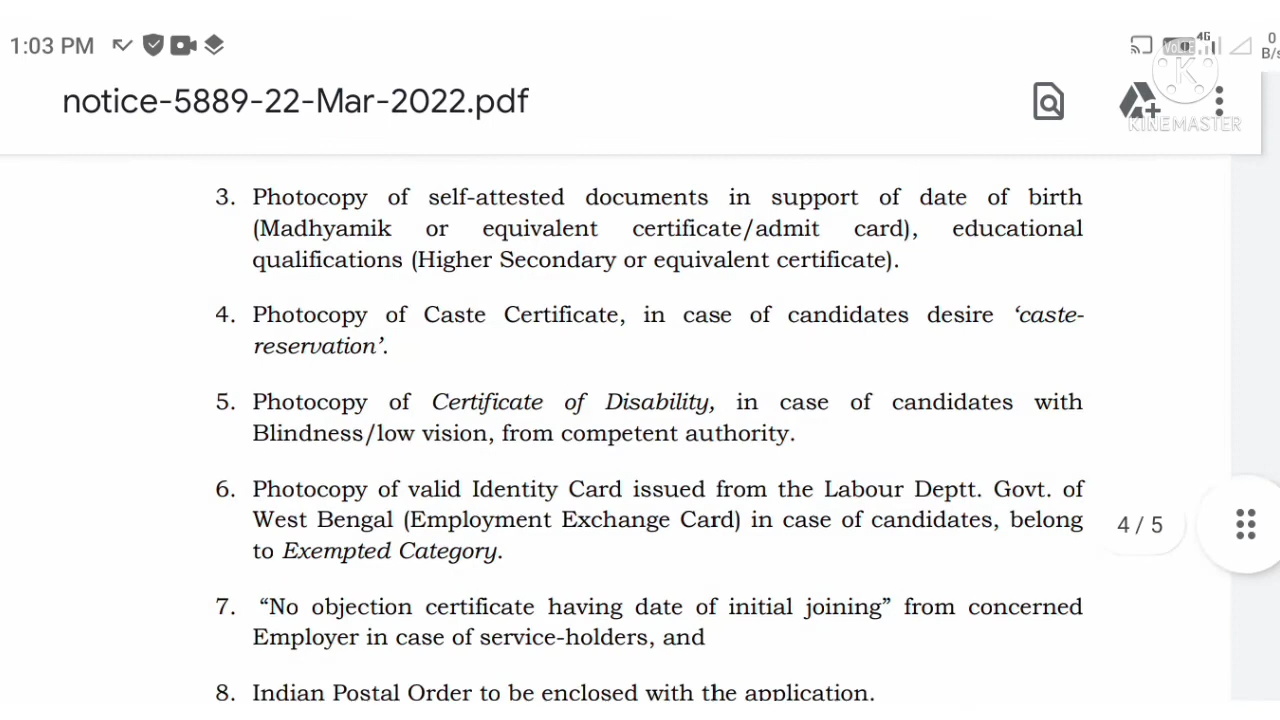 1:03 PM
4G
0
B/s
notice-5889-22-Mar-2022.pdf
K
KINEMASTER
3. Photocopy of self-attested documents in support of date of birth
(Madhyamik or equivalent certificate/admit card), educational
qualifications (Higher Secondary or equivalent certificate).
4. Photocopy of Caste Certificate, in case of candidates desire ‘caste-
reservation’.
5. Photocopy of Certificate of Disability, in case of candidates with
Blindness/low vision, from competent authority.
6. Photocopy of valid Identity Card issued from the Labour Deptt. Govt. of
West Bengal (Employment Exchange Card) in case of candidates, belong
to Exempted Category.
4 / 5
7. “No objection certificate having date of initial joining” from concerned
Employer in case of service-holders, and
8. Indian Postal Order to be enclosed with the application.